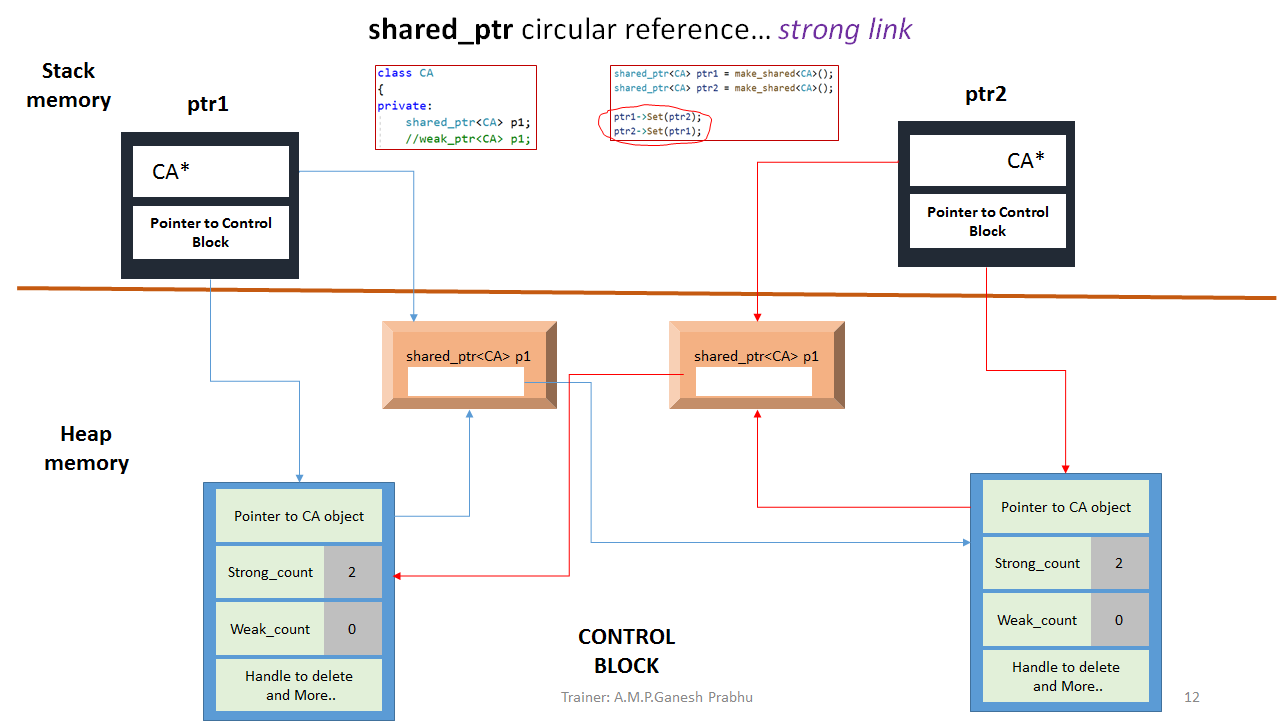 shared_ptr circular reference... strong link
Stack
memory
ptr1
class CA
{
private:
shared_ptr<CA> p1;
//weak_ptr<CA> p1;
shared_ptr<CA> ptr1 = make_shared<CA>();
shared_ptr<CA> ptr2 = make_shared<CA>();
ptr1->Set(ptr2);
ptr2->Set(ptr1);
ptr2
CA*
Pointer to Control
Block
CA*
Pointer to Control
Block
shared_ptr<CA> p1
shared_ptr<CA> p1
Heap
memory
Pointer to CA object
Strong_count 2
Weak_count 0
Handle to delete
and More..
Pointer to CA object
Strong_count 2
Weak_count 0
Handle to delete
and More..
CONTROL
BLOCK
Trainer: A.M.P.Ganesh Prabhu
12